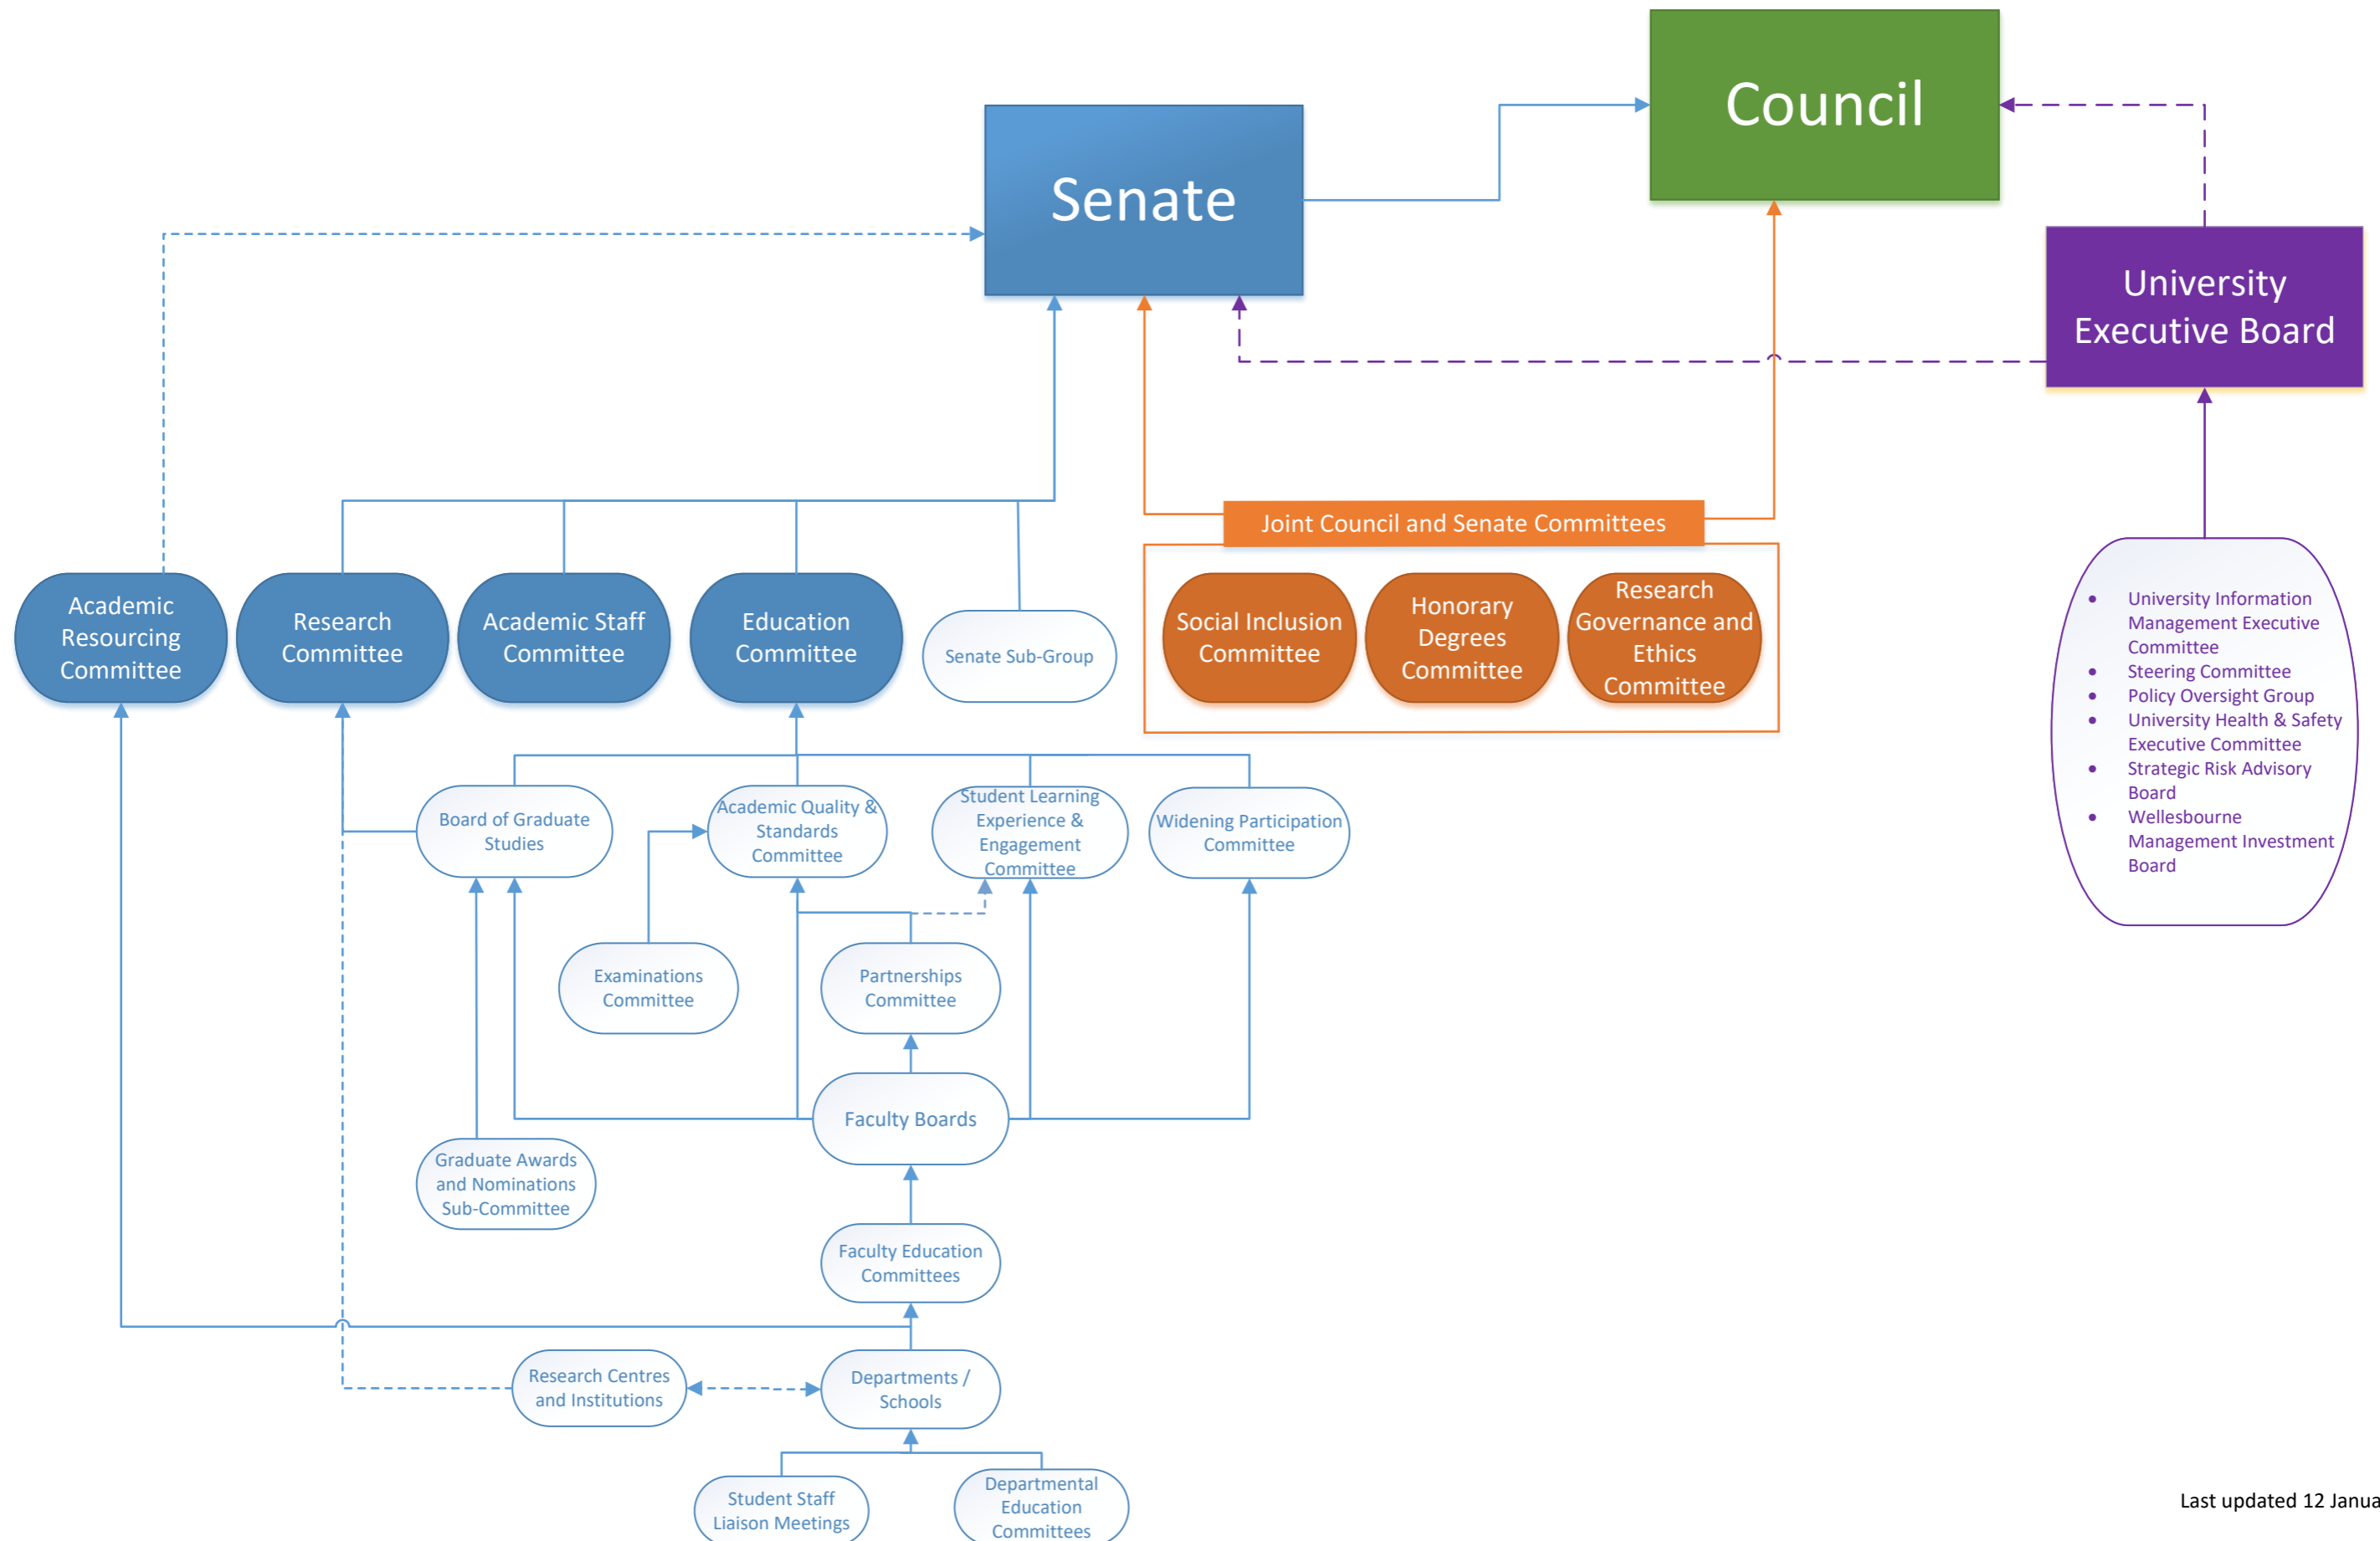 Council
Senate
University
Executive Board
Joint Council and Senate Committees
Academic
Resourcing
Committee
Research
Committee
Academic Staff
Committee
Education
Committee
Senate Sub-Group
Social Inclusion
Committee
Honorary
Degrees
Committee
Research
Governance and
Ethics
Committee
• University Information
Management Executive
Committee
• Steering Committee
• Policy Oversight Group
• University Health & Safety
Executive Committee
• Strategic Risk Advisory
Board
• Wellesbourne
Management Investment
Board
Board of Graduate
Studies
Academic Quality &
Standards
Committee
Student Learning
Experience &
Engagement
Committee
Widening Participation
Committee
Examinations
Committee
Partnerships
Committee
Faculty Boards
Graduate Awards
and Nominations
Sub-Committee
Faculty Education
Committees
Research Centres
and Institutions
Departments /
Schools
Student Staff
Liaison Meetings
Departmental
Education
Committees
Last updated 12 Janua